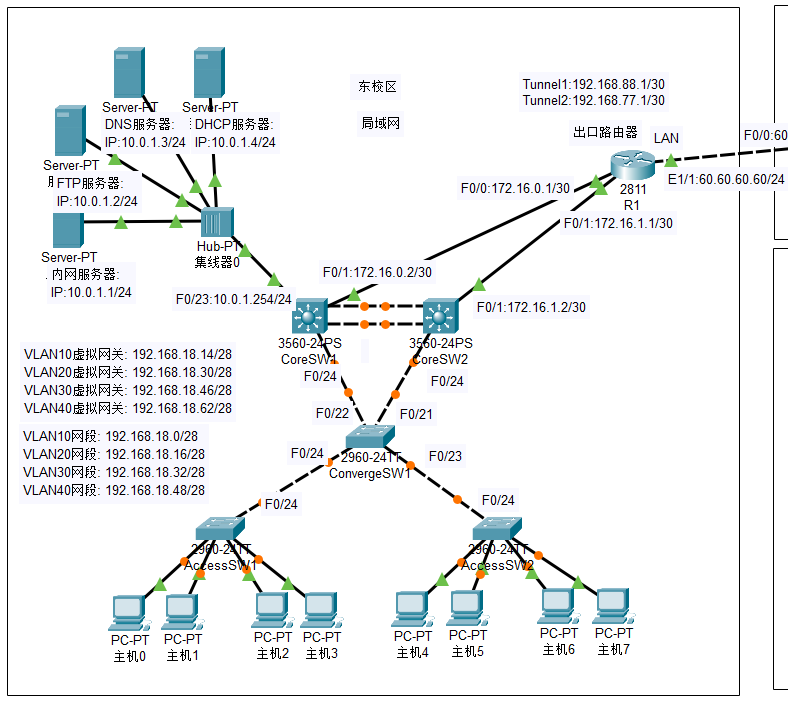 东校区
局域网
Tunnel1:192.168.88.1/30
Tunnel2:192.168.77.1/30
出口路由器
LAN
F0/0:60
E1/1:60.60.60.60/24
2811
R1
F0/0:172.16.0.1/30
F0/1:172.16.1.1/30
Server-PT
DNS服务器:
IP:10.0.1.3/24
Server-PT
DHCP服务器:
IP:10.0.1.4/24
Server-PT
FTP服务器:
IP:10.0.1.2/24
Server-PT
内网服务器:
IP:10.0.1.1/24
Hub-PT
集线器0
F0/23:10.0.1.254/24
F0/1:172.16.0.2/30
F0/1:172.16.1.2/30
3560-24PS
CoreSW1
3560-24PS
CoreSW2
F0/24
F0/24
F0/22
F0/21
VLAN10虚拟网关: 192.168.18.14/28
VLAN20虚拟网关: 192.168.18.30/28
VLAN30虚拟网关: 192.168.18.46/28
VLAN40虚拟网关: 192.168.18.62/28
VLAN10网段: 192.168.18.0/28
VLAN20网段: 192.168.18.16/28
VLAN30网段: 192.168.18.32/28
VLAN40网段: 192.168.18.48/28
2960-24TT
ConvergeSW1
F0/24
F0/23
F0/24
F0/24
2960-24TT
AccessSW1
2960-24TT
AccessSW2
PC-PT
主机0
PC-PT
主机1
PC-PT
主机2
PC-PT
主机3
PC-PT
主机4
PC-PT
主机5
PC-PT
主机6
PC-PT
主机7